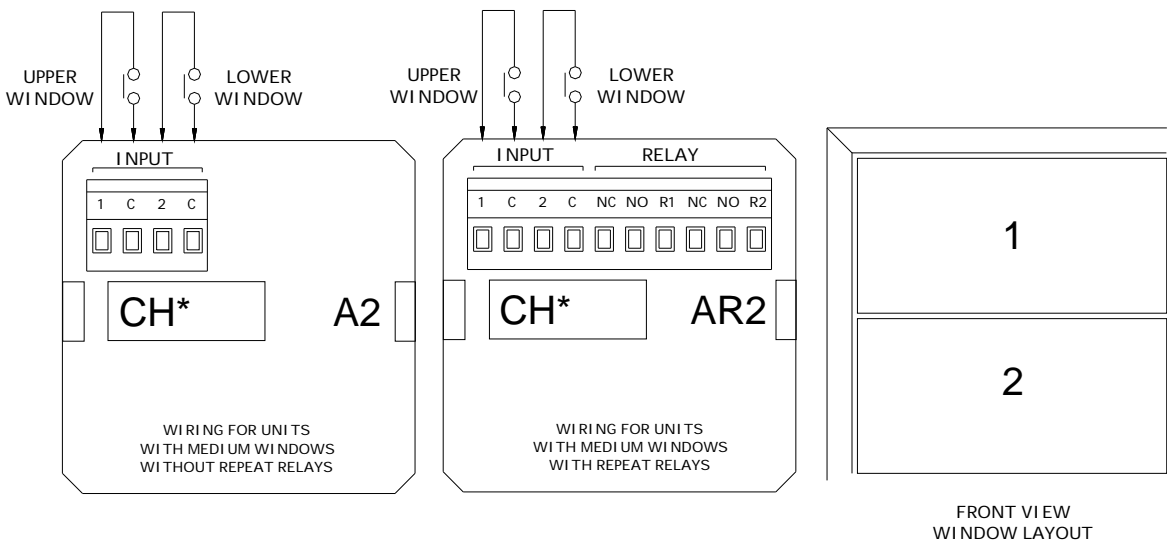 UPPER
WINDOW
LOWER
WINDOW
INPUT
1 C 2 C
CH*
A2
WIRING FOR UNITS
WITH MEDIUM WINDOWS
WITHOUT REPEAT RELAYS
UPPER
WINDOW
LOWER
WINDOW
INPUT RELAY
1 C 2 C NC NO R1 NC NO R2
CH*
AR2
WIRING FOR UNITS
WITH MEDIUM WINDOWS
WITH REPEAT RELAYS
1
2
FRONT VIEW
WINDOW LAYOUT